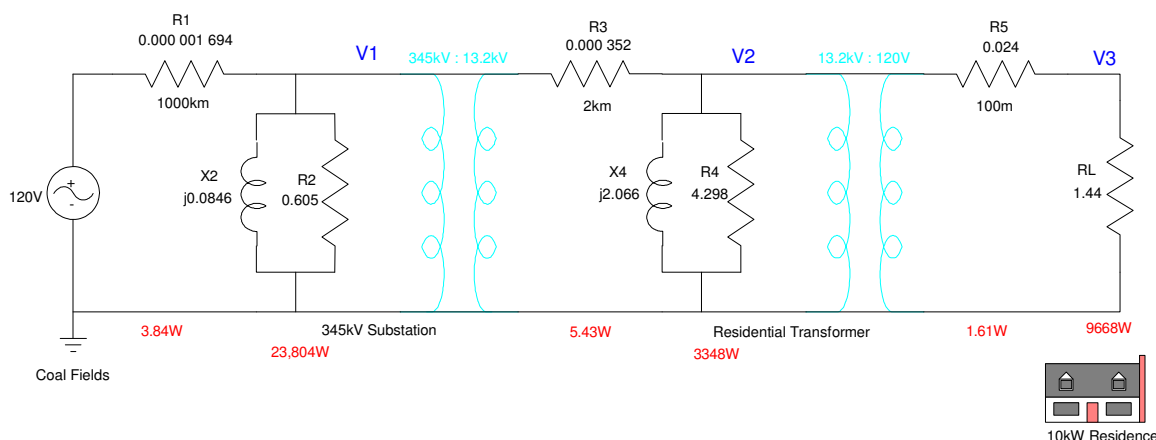 R1
0.000 001 694
1000km
V1
345kV : 13.2kV
R3
0.000 352
2km
V2
13.2kV : 120V
R5
0.024
100m
V3
120V
+
-
X2
j0.0846
R2
0.605
X4
j2.066
R4
4.298
RL
1.44
3.84W
345kV Substation
5.43W
Residential Transformer
1.61W
9668W
23,804W
3348W
Coal Fields
10kW Residence